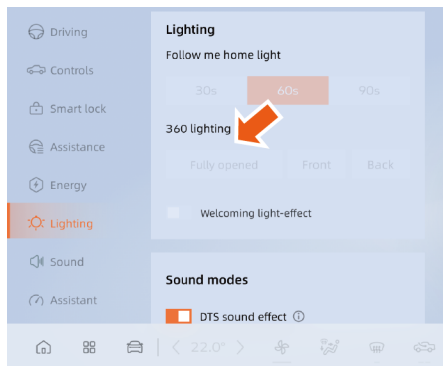 Driving
Controls
Smart lock
Assistance
Energy
Lighting
Sound
Assistant
Lighting
Follow me home light
30s 60s 90s
360 lighting
Fully opened Front Back
Welcoming light-effect
Sound modes
DTS sound effect
22.0°